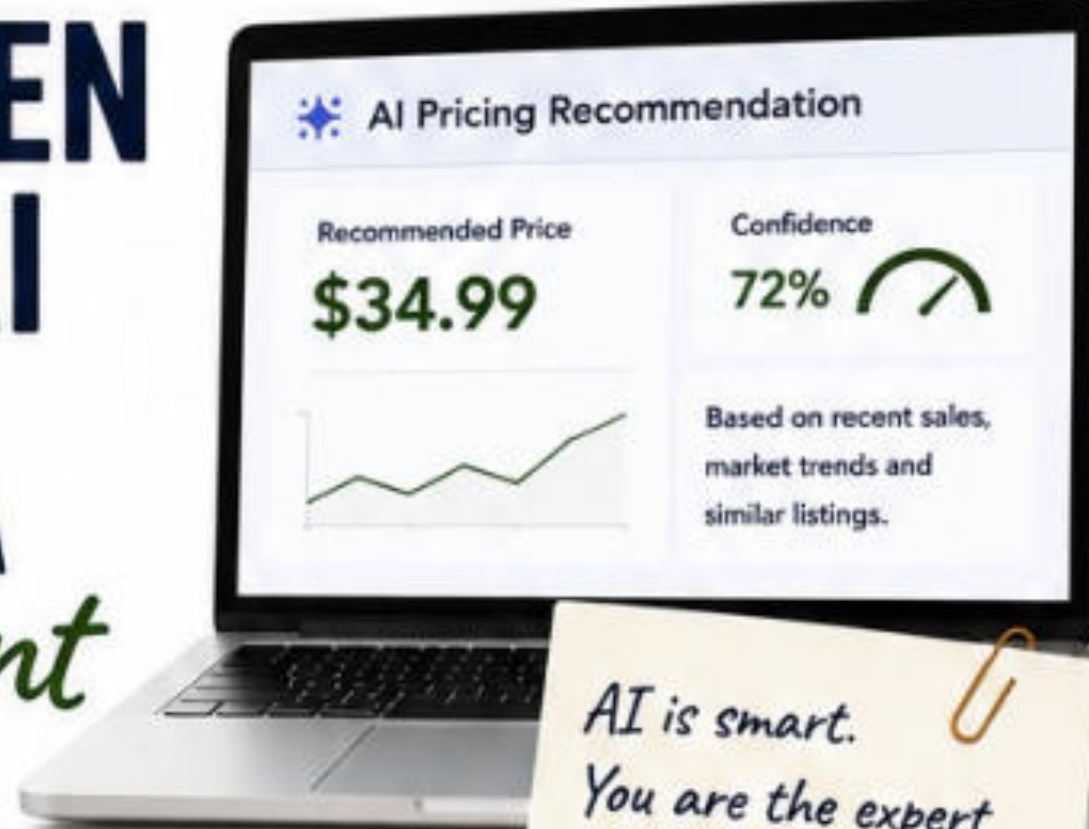 EN
AI Pricing Recommendation
Recommended Price
$34.99
Confidence
72%
Based on recent sales,
market trends and
similar listings.
nt
AI is smart.
You are the expert